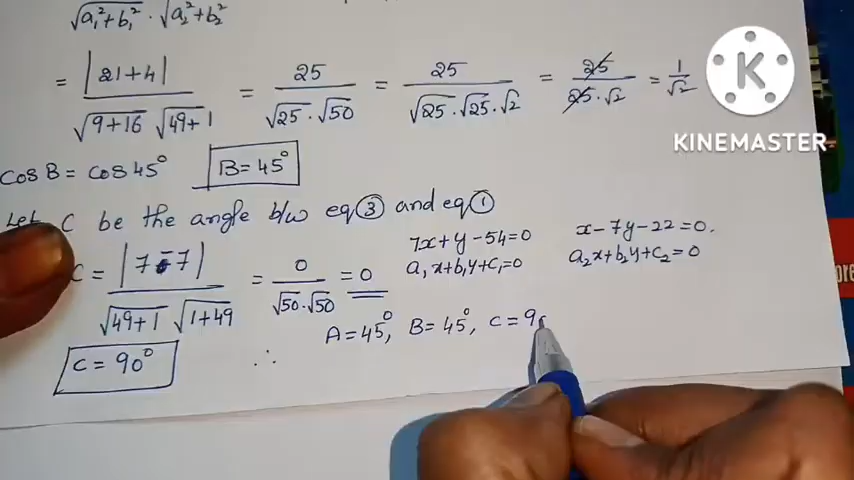 √a₁²+b₁² · √a₂²+b₂²
= |21+4| / √9+16 √49+1 = 25 / √25 · √50 = 25 / √25 · √25 · √2 = 25 / 25 · √2 = 1/√2
COS B = COS 45° B = 45°
Let C be the angle b/w eq③ and eq①
7x+y-54=0 x-7y-22=0.
C = |7-7| / √49+1 √1+49 = 0 / √50 · √50 = 0 a₁x+b₁y+c₁=0 a₂x+b₂y+c₂=0
C = 90° ∴ A=45°, B=45°, C=90
K
KINEMASTER